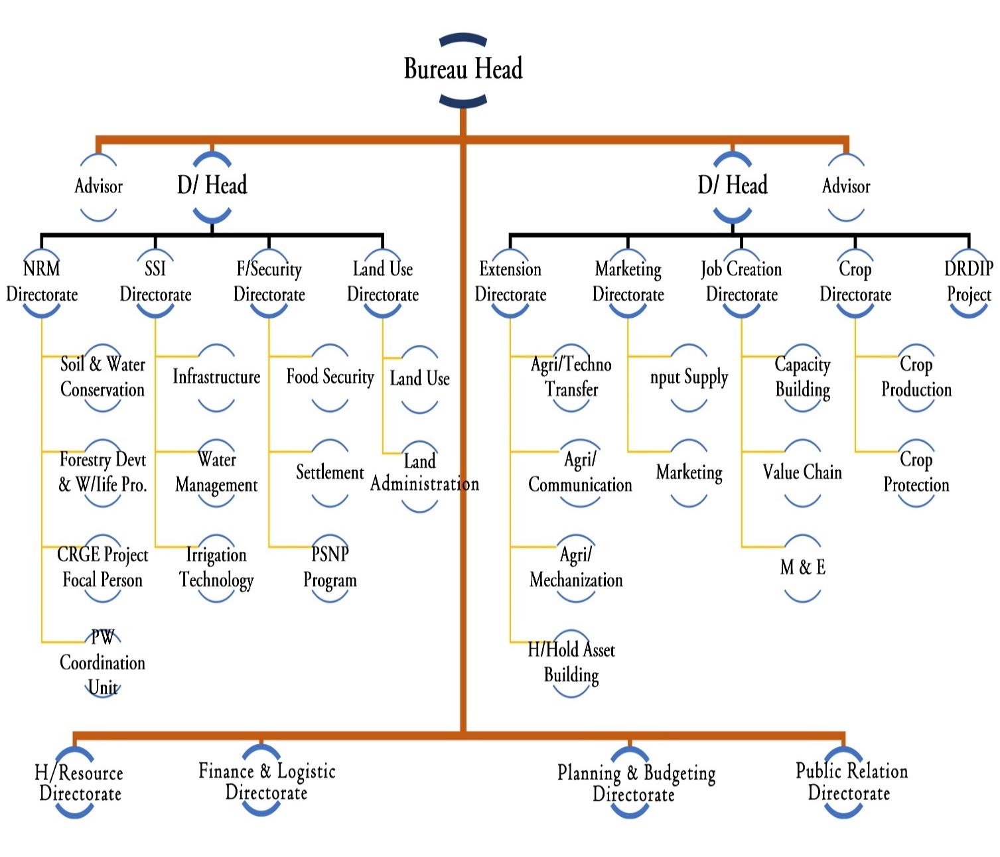 Bureau Head
Advisor
D/ Head
D/ Head
Advisor
NRM
Directorate
SSI
Directorate
F/Security
Directorate
Land Use
Directorate
Extension
Directorate
Marketing
Directorate
Job Creation
Directorate
Crop
Directorate
DRDIP
Project
Soil & Water
Conservation
Forestry Devt
& W/life Pro.
CRGE Project
Focal Person
PW
Coordination
Unit
Infrastructure
Water
Management
Irrigation
Technology
Food Security
Settlement
PSNP
Program
Land Use
Land
Administration
Agri/Techno
Transfer
Agri/
Communication
Agri/
Mechanization
H/Hold Asset
Building
nput Supply
Marketing
Capacity
Building
Value Chain
M & E
Crop
Production
Crop
Protection
H/Resource
Directorate
Finance & Logistic
Directorate
Planning & Budgeting
Directorate
Public Relation
Directorate